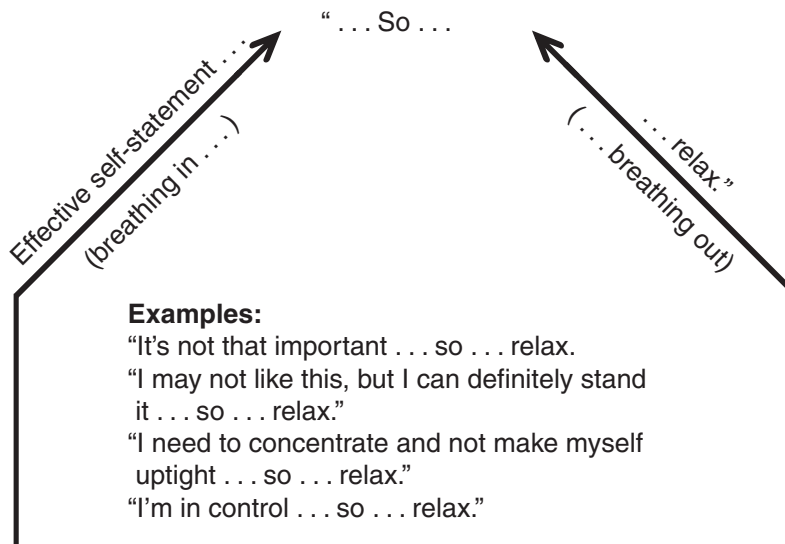 “ . . . So . . .
Effective self-statement . . .
(breathing in . . .)
. . . relax.”
( . . . breathing out)
Examples:
“It’s not that important . . . so . . . relax.
“I may not like this, but I can definitely stand
it . . . so . . . relax.”
“I need to concentrate and not make myself
uptight . . . so . . . relax.”
“I’m in control . . . so . . . relax.”